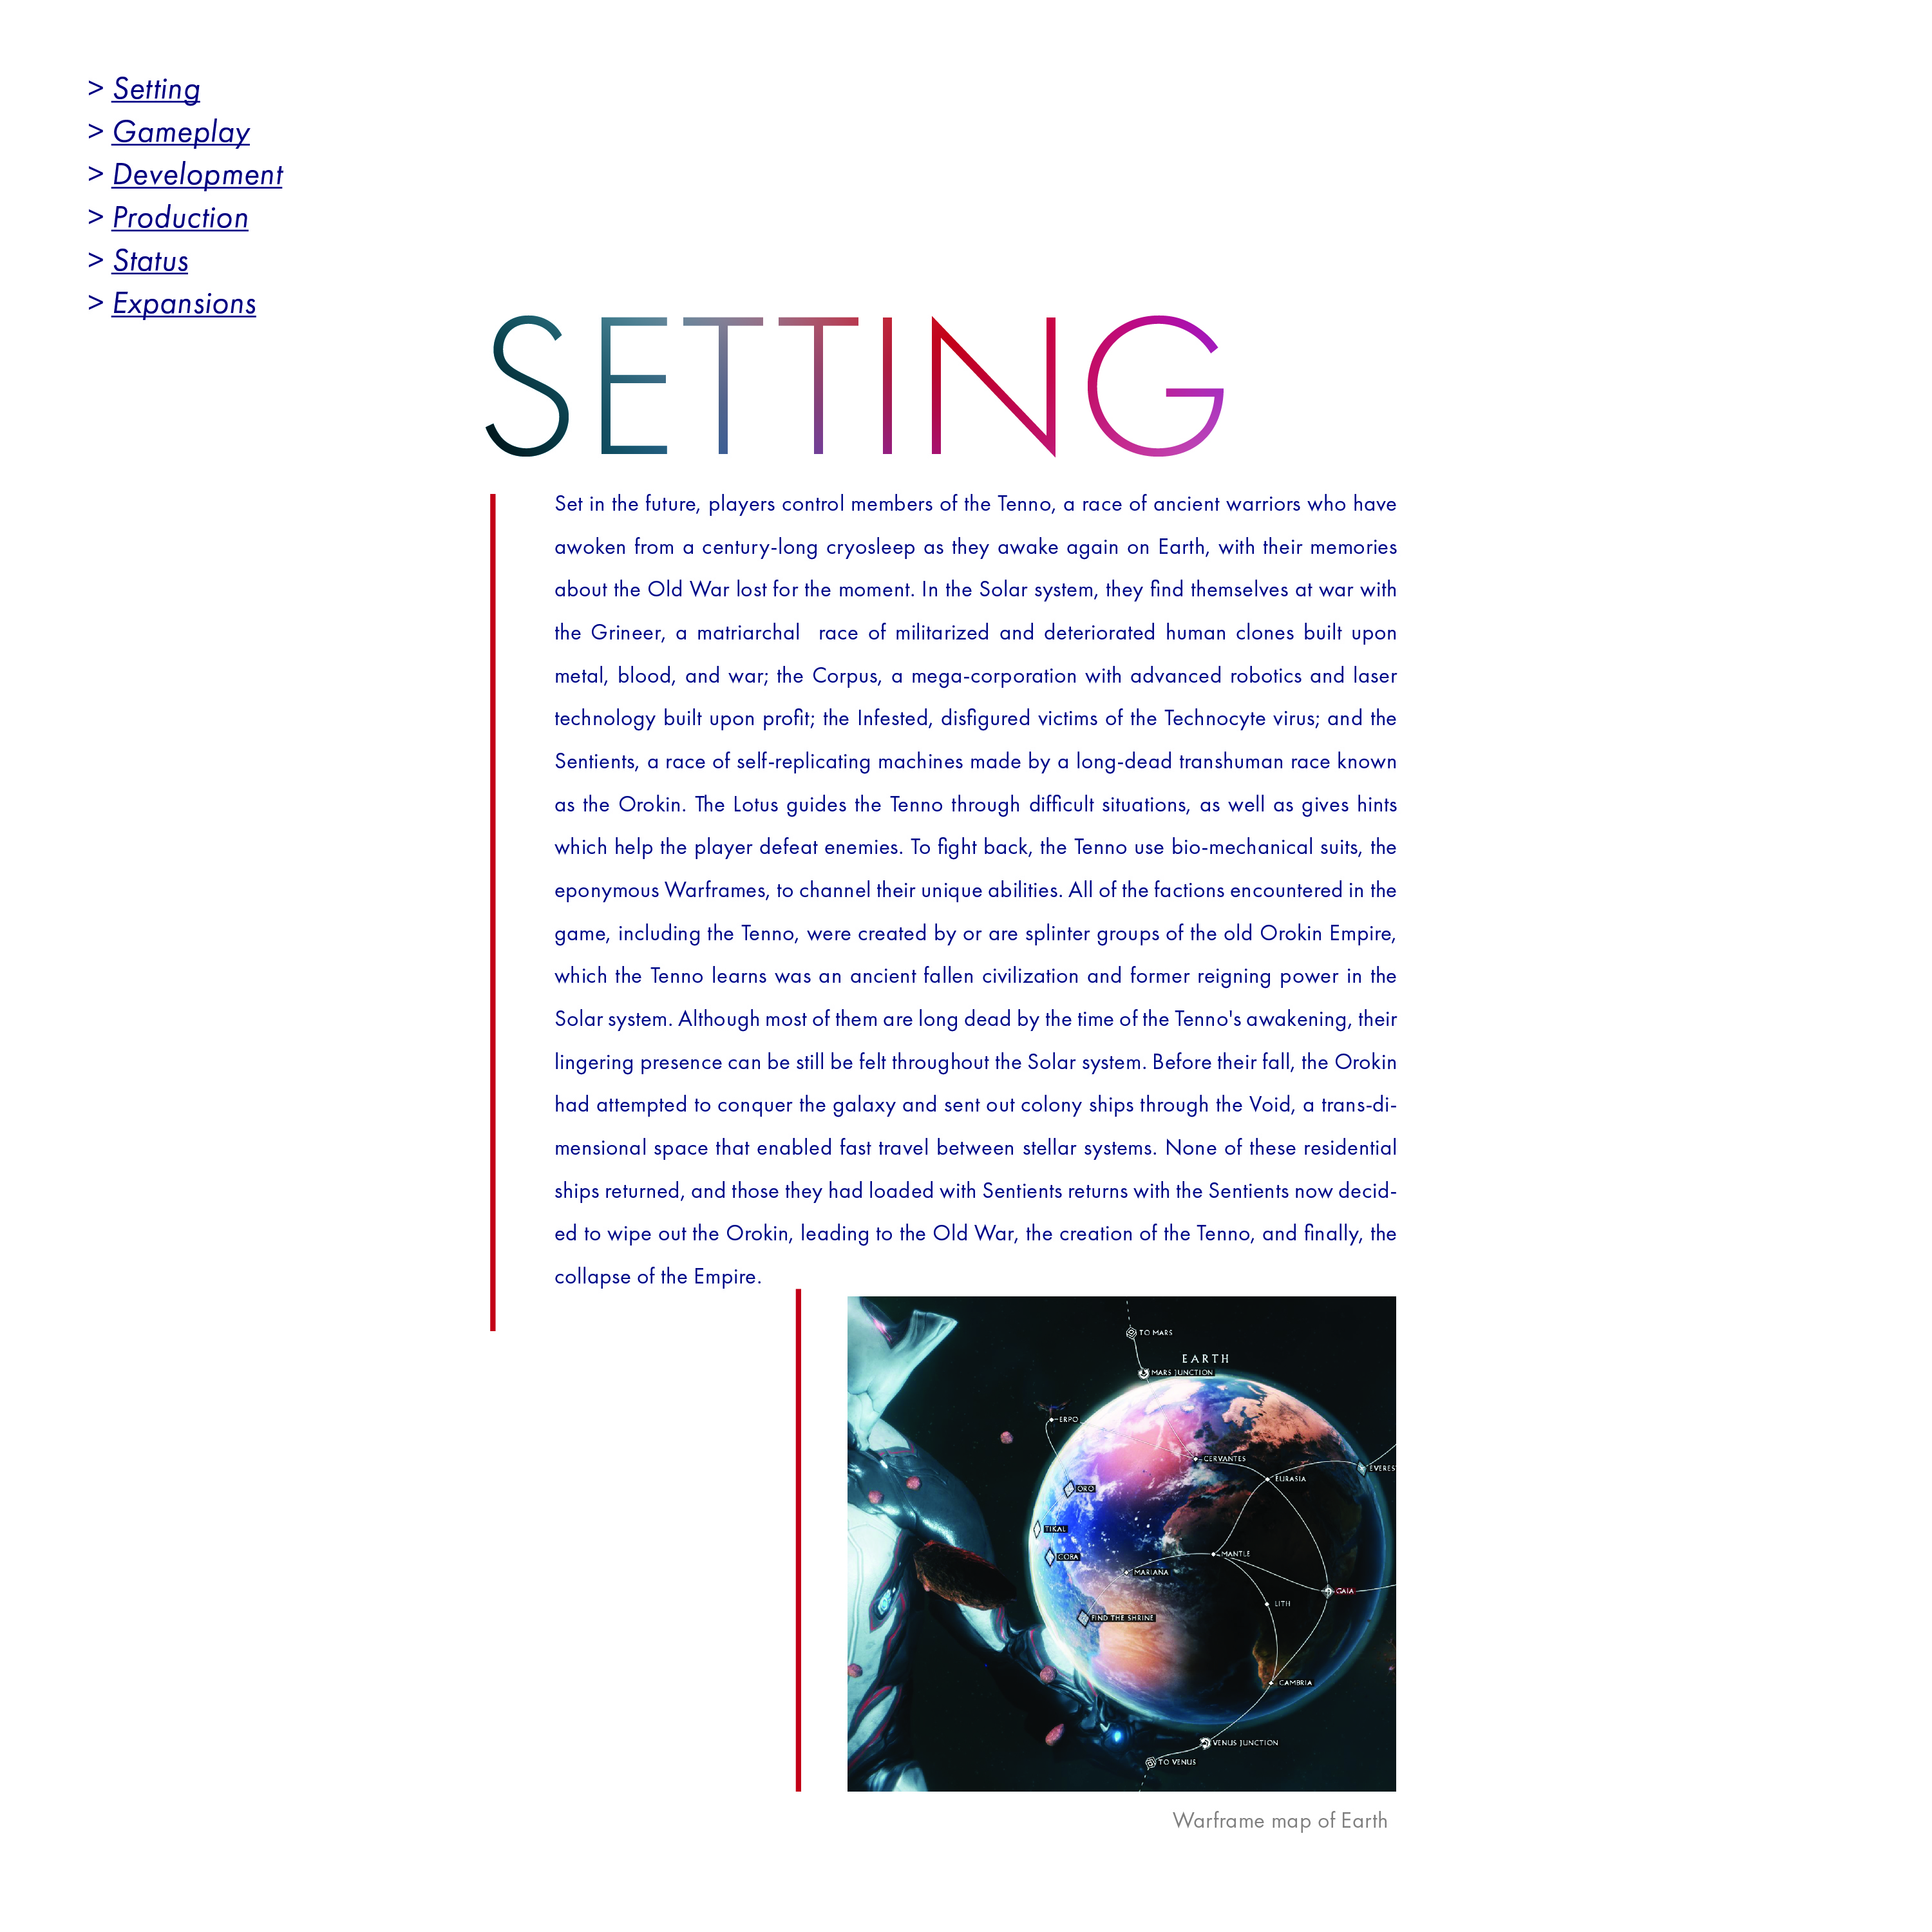 > Setting
> Gameplay
> Development
> Production
> Status
> Expansions
SETTING
Set in the future, players control members of the Tenno, a race of ancient warriors who have
awoken from a century-long cryosleep as they awake again on Earth, with their memories
about the Old War lost for the moment. In the Solar system, they find themselves at war with
the Grineer, a matriarchal  race of militarized and deteriorated human clones built upon
metal, blood, and war; the Corpus, a mega-corporation with advanced robotics and laser
technology built upon profit; the Infested, disfigured victims of the Technocyte virus; and the
Sentients, a race of self-replicating machines made by a long-dead transhuman race known
as the Orokin. The Lotus guides the Tenno through difficult situations, as well as gives hints
which help the player defeat enemies. To fight back, the Tenno use bio-mechanical suits, the
eponymous Warframes, to channel their unique abilities. All of the factions encountered in the
game, including the Tenno, were created by or are splinter groups of the old Orokin Empire,
which the Tenno learns was an ancient fallen civilization and former reigning power in the
Solar system. Although most of them are long dead by the time of the Tenno's awakening, their
lingering presence can be still be felt throughout the Solar system. Before their fall, the Orokin
had attempted to conquer the galaxy and sent out colony ships through the Void, a trans-di-
mensional space that enabled fast travel between stellar systems. None of these residential
ships returned, and those they had loaded with Sentients returns with the Sentients now decid-
ed to wipe out the Orokin, leading to the Old War, the creation of the Tenno, and finally, the
collapse of the Empire.
TO MARS
EARTH
MARS JUNCTION
ERPO
CERVANTES
EVERES
EURASIA
ORO
TIKAL
MANTLE
COBA
MARIANA
GAIA
LITH
FIND THE SHRINE
CAMBRIA
VENUS JUNCTION
TO VENUS
Warframe map of Earth